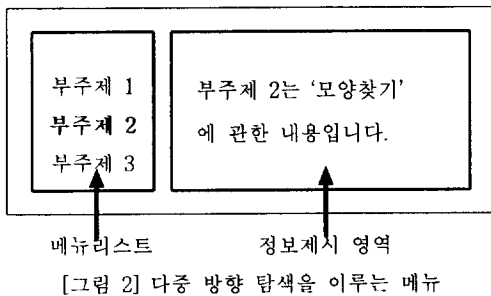 부주제 1
부주제 2
부주제 3
부주제 2는 ‘모양찾기’
에 관한 내용입니다.
메뉴리스트
정보제시 영역
[그림 2] 다중 방향 탐색을 이루는 메뉴